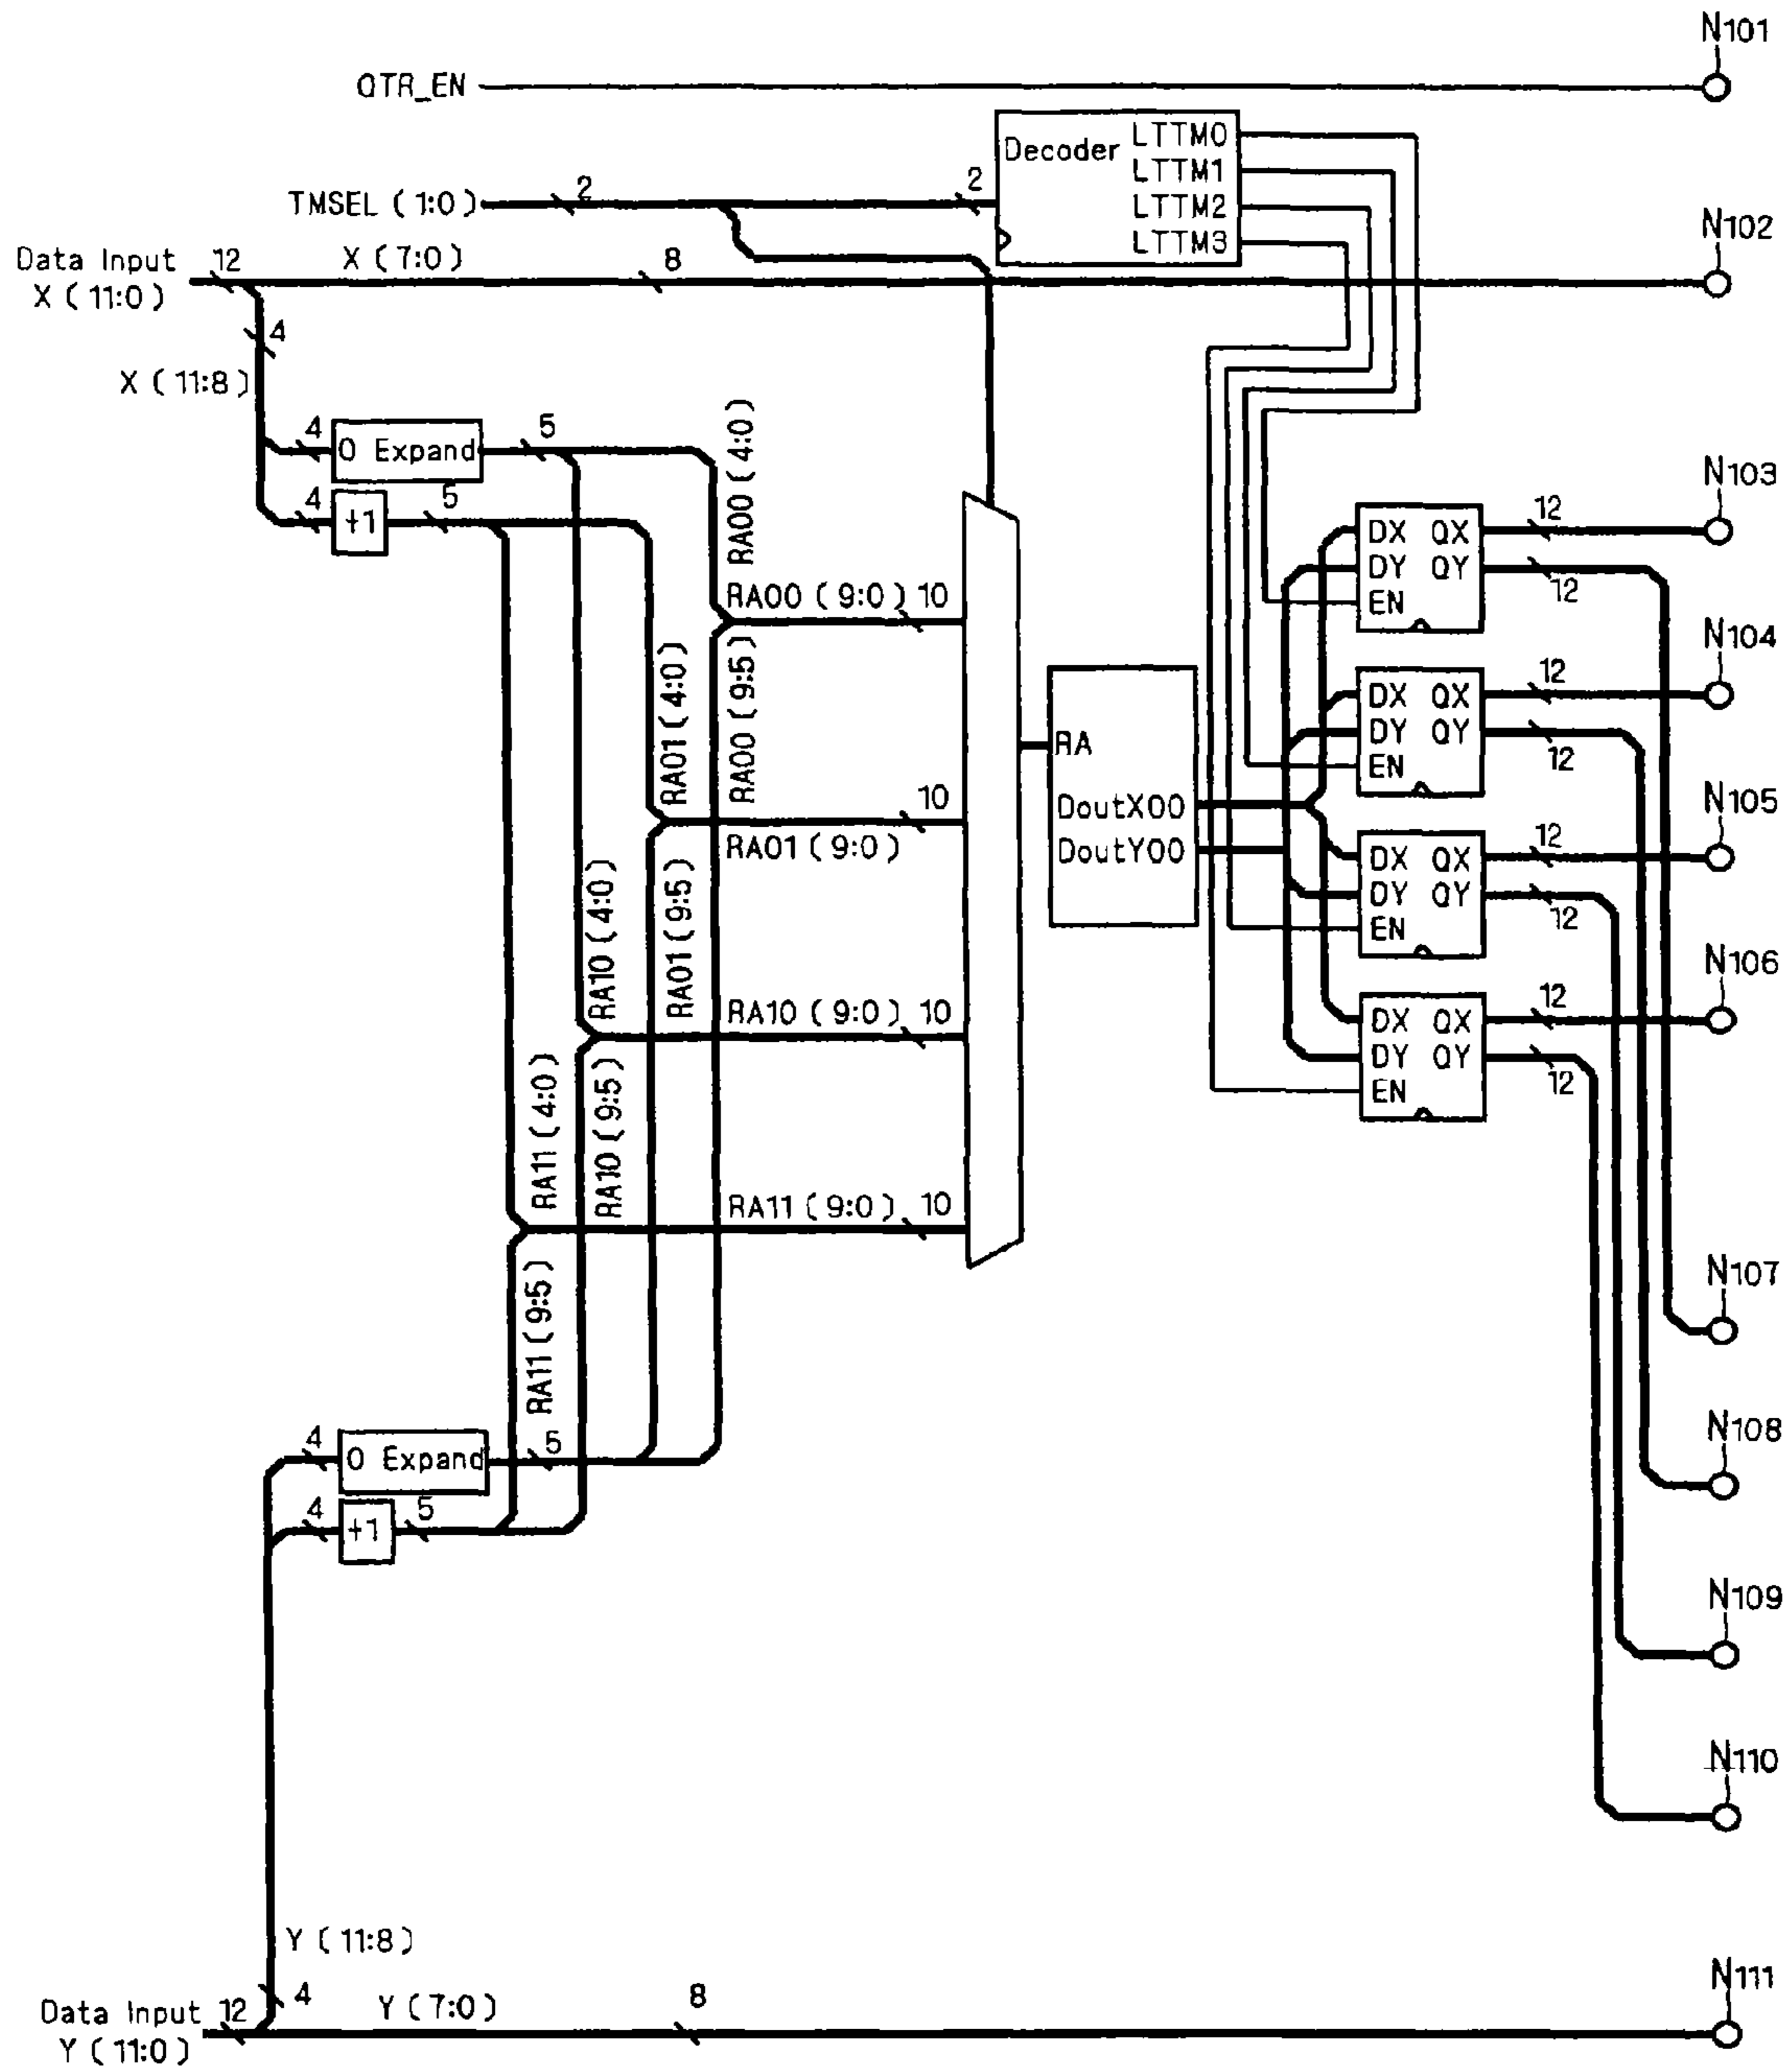 N101
QTR_EN
Decoder
LTTM0
LTTM1
LTTM2
LTTM3
TMSEL (1:0)
2
2
N102
Data Input
X (11:0)
12
X (7:0)
8
4
X (11:8)
4
0 Expand
5
4
+1
5
RA00 (4:0)
RA00 (9:0)
10
RA00 (9:5)
RA01 (4:0)
10
RA01 (9:0)
RA01 (9:5)
RA10 (4:0)
RA10 (9:0)
10
RA10 (9:5)
RA11 (4:0)
RA11 (9:0)
10
RA11 (9:5)
RA
DoutX00
DoutY00
DX QX
DY QY
EN
12
12
N103
DX QX
DY QY
EN
12
12
N104
DX QX
DY QY
EN
12
12
N105
DX QX
DY QY
EN
12
12
N106
N107
N108
N109
N110
4
0 Expand
5
4
+1
5
Y (11:8)
4
Data Input
Y (11:0)
12
Y (7:0)
8
N111